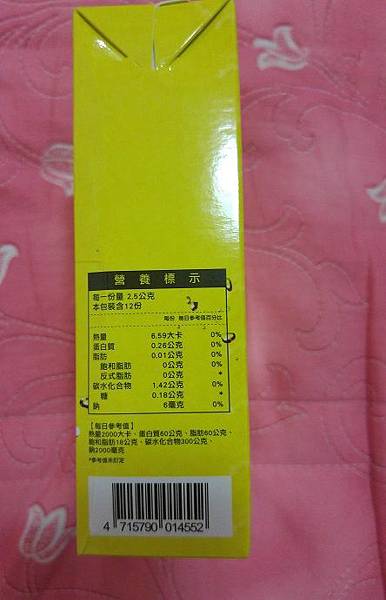 營養標示
每一份量 2.5公克
本包裝含12份
每份 每日參考值百分比
熱量 6.59大卡 0%
蛋白質 0.26公克 0%
脂肪 0.01公克 0%
飽和脂肪 0公克 0%
反式脂肪 0公克 *
碳水化合物 1.42公克 0%
糖 0.18公克 *
鈉 6毫克 0%
【每日參考值】
熱量2000大卡、蛋白質60公克、脂肪60公克、
飽和脂肪18公克、碳水化合物300公克、
鈉2000毫克
*參考值未訂定
4 715790 014552